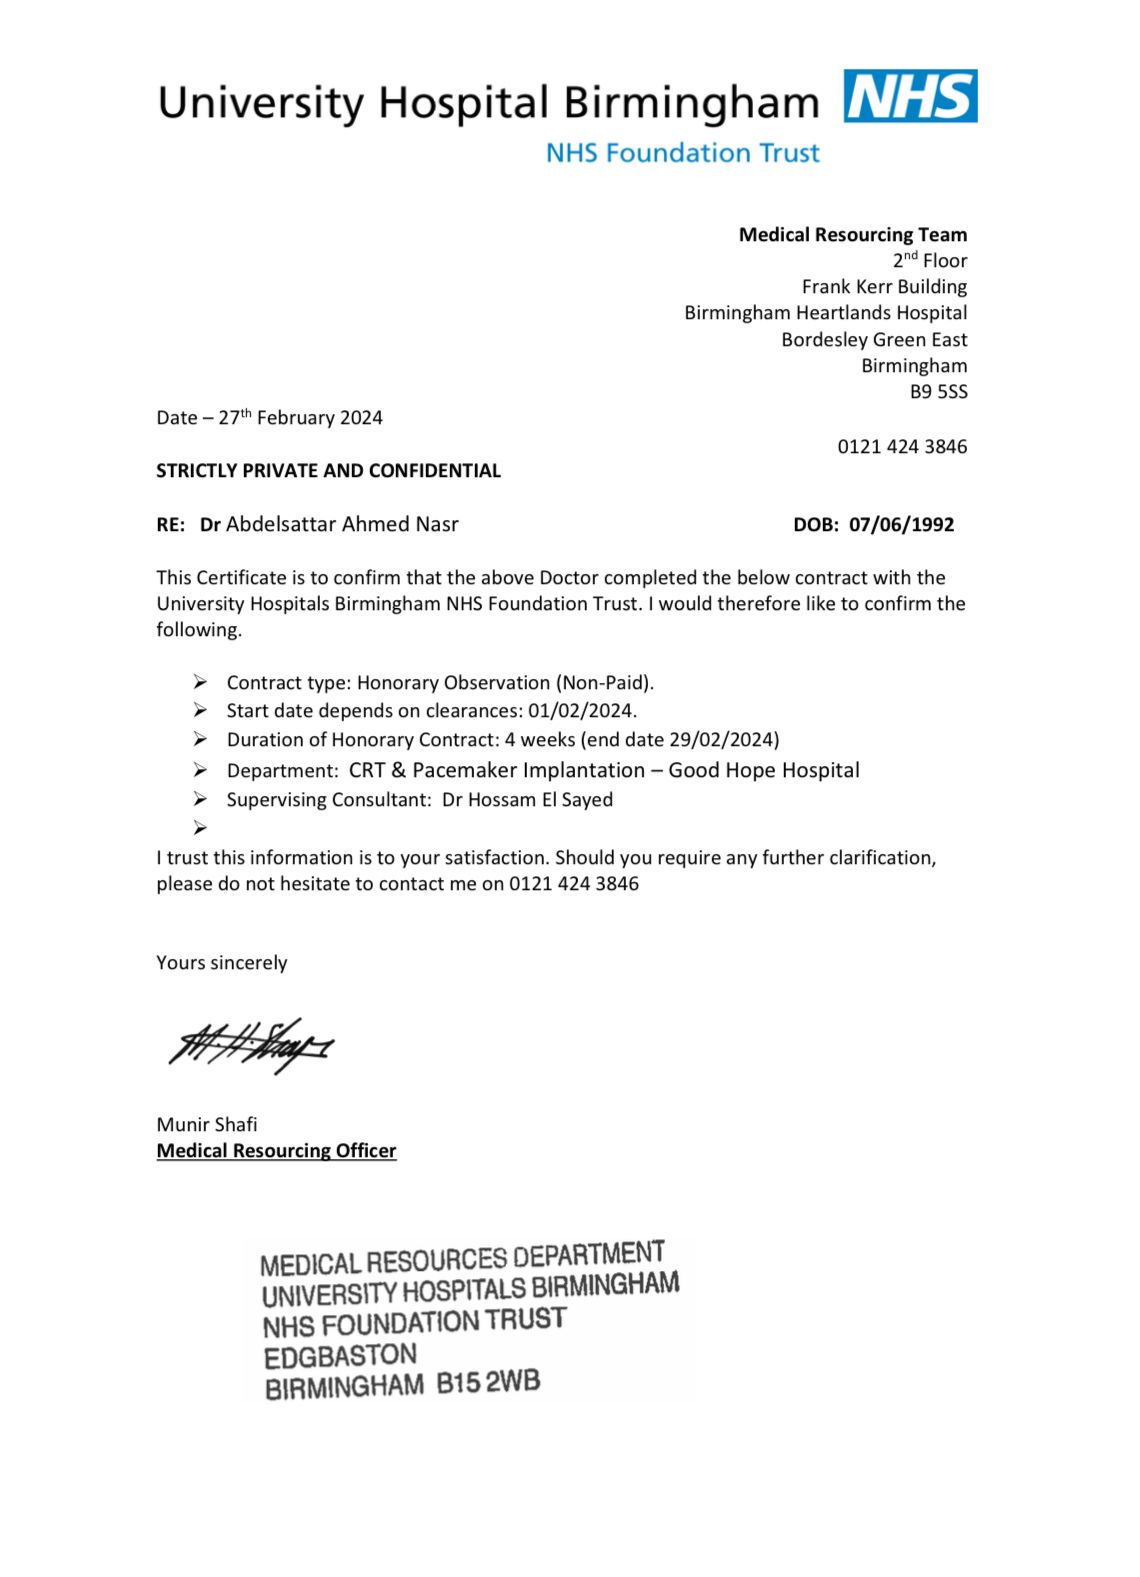 University Hospital Birmingham NHS
NHS Foundation Trust
Medical Resourcing Team
2nd Floor
Frank Kerr Building
Birmingham Heartlands Hospital
Bordesley Green East
Birmingham
B9 5SS
Date – 27th February 2024
0121 424 3846
STRICTLY PRIVATE AND CONFIDENTIAL
RE: Dr Abdelsattar Ahmed Nasr DOB: 07/06/1992
This Certificate is to confirm that the above Doctor completed the below contract with the
University Hospitals Birmingham NHS Foundation Trust. I would therefore like to confirm the
following.
➢ Contract type: Honorary Observation (Non-Paid).
➢ Start date depends on clearances: 01/02/2024.
➢ Duration of Honorary Contract: 4 weeks (end date 29/02/2024)
➢ Department: CRT & Pacemaker Implantation – Good Hope Hospital
➢ Supervising Consultant: Dr Hossam El Sayed
➢
I trust this information is to your satisfaction. Should you require any further clarification,
please do not hesitate to contact me on 0121 424 3846
Yours sincerely
Munir Shafi
Medical Resourcing Officer
MEDICAL RESOURCES DEPARTMENT
UNIVERSITY HOSPITALS BIRMINGHAM
NHS FOUNDATION TRUST
EDGBASTON
BIRMINGHAM B15 2WB